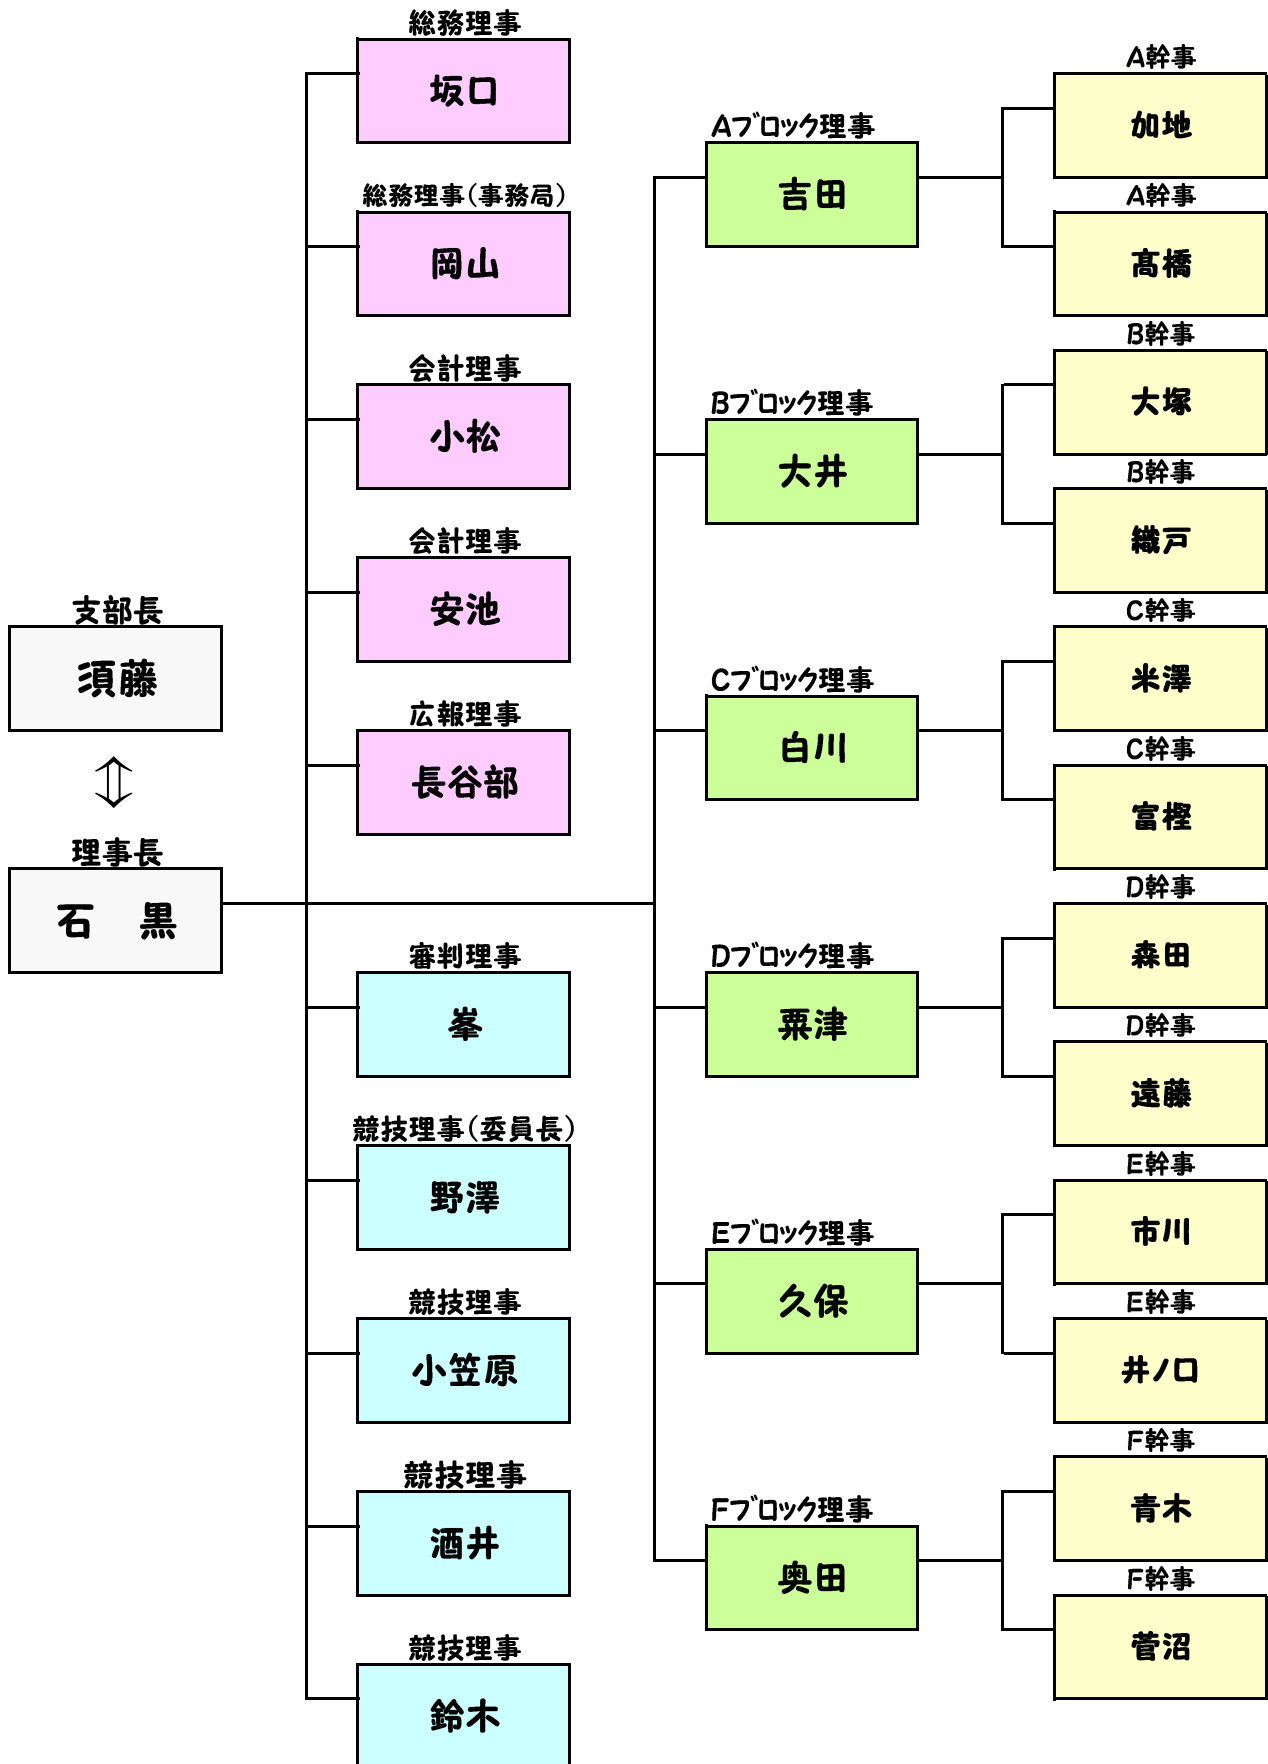 支部長
須藤
理事長
石　黒
総務理事
坂口
総務理事(事務局)
岡山
会計理事
小松
会計理事
安池
広報理事
長谷部
審判理事
峯
競技理事(委員長)
野澤
競技理事
小笠原
競技理事
酒井
競技理事
鈴木
Aブロック理事
吉田
Bブロック理事
大井
Cブロック理事
白川
Dブロック理事
粟津
Eブロック理事
久保
Fブロック理事
奥田
A幹事
加地
A幹事
髙橋
B幹事
大塚
B幹事
織戸
C幹事
米澤
C幹事
富樫
D幹事
森田
D幹事
遠藤
E幹事
市川
E幹事
井ノ口
F幹事
青木
F幹事
菅沼